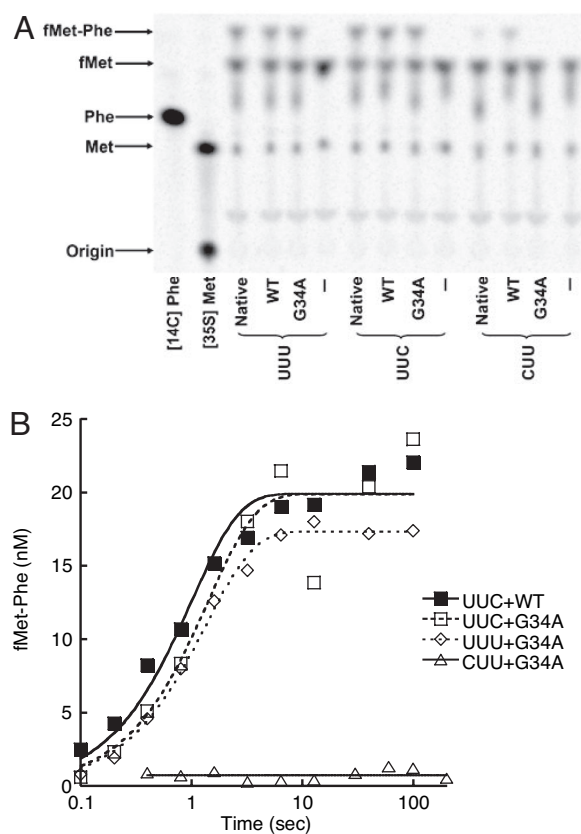 A
fMet-Phe
fMet
Phe
Met
Origin
[14C] Phe
[35S] Met
Native
WT
G34A
–
Native
WT
G34A
–
Native
WT
G34A
–
UUU
UUC
CUU
B
fMet-Phe (nM)
25
20
15
10
5
0
0.1
1
10
100
Time (sec)
UUC+WT
UUC+G34A
UUU+G34A
CUU+G34A